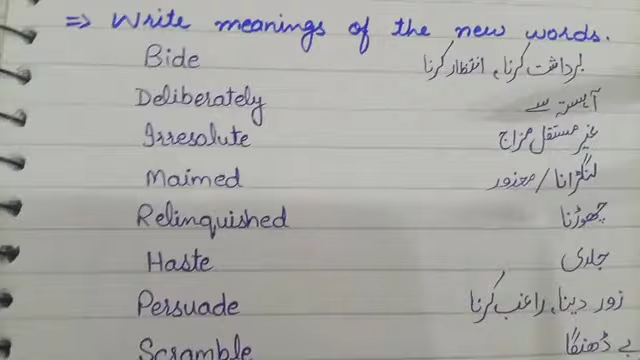 => Write meanings of the new words.
Bide برداشت کرنا، انتظار کرنا
Deliberately آہستہ سے
Irresolute غیر مستقل مزاج
Maimed لنگڑانا/معذور
Relinquished چھوڑنا
Haste جلدی
Persuade زور دینا، راغب کرنا
Scramble بے ڈھنگا